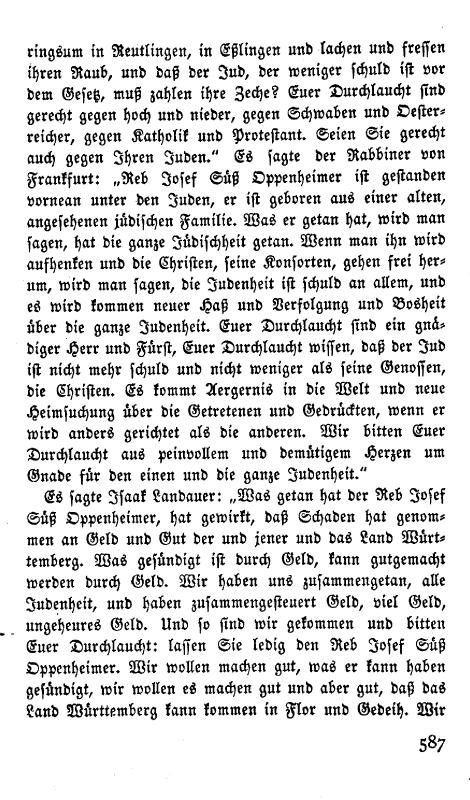 ringsum in Reutlingen, in Eßlingen und lachen und fressen
ihren Raub, und daß der Jud, der weniger schuld ist vor
dem Gesetz, muß zahlen ihre Zeche? Euer Durchlaucht sind
gerecht gegen hoch und nieder, gegen Schwaben und Oester-
reicher, gegen Katholik und Protestant. Seien Sie gerecht
auch gegen Ihren Juden.“ Es sagte der Rabbiner von
Frankfurt: „Reb Josef Süß Oppenheimer ist gestanden
vornean unter den Juden, er ist geboren aus einer alten,
angesehenen jüdischen Familie. Was er getan hat, wird man
sagen, hat die ganze Jüdischheit getan. Wenn man ihn wird
aufhenken und die Christen, seine Konsorten, gehen frei her-
um, wird man sagen, die Judenheit ist schuld an allem, und
es wird kommen neuer Haß und Verfolgung und Bosheit
über die ganze Judenheit. Euer Durchlaucht sind ein gnä-
diger Herr und Fürst, Euer Durchlaucht wissen, daß der Jud
ist nicht mehr schuld und nicht weniger als seine Genossen,
die Christen. Es kommt Aergernis in die Welt und neue
Heimsuchung über die Getretenen und Gedrückten, wenn er
wird anders gerichtet als die anderen. Wir bitten Euer
Durchlaucht aus peinvollem und demütigem Herzen um
Gnade für den einen und die ganze Judenheit.“
Es sagte Isaak Landauer: „Was getan hat der Reb Josef
Süß Oppenheimer, hat gewirkt, daß Schaden hat genom-
men an Geld und Gut der und jener und das Land Würt-
temberg. Was gesündigt ist durch Geld, kann gutgemacht
werden durch Geld. Wir haben uns zusammengetan, alle
Judenheit, und haben zusammengesteuert Geld, viel Geld,
ungeheures Geld. Und so sind wir gekommen und bitten
Euer Durchlaucht: lassen Sie ledig den Reb Josef Süß
Oppenheimer. Wir wollen machen gut, was er kann haben
gesündigt, wir wollen es machen gut und aber gut, daß das
Land Württemberg kann kommen in Flor und Gedeih. Wir
587